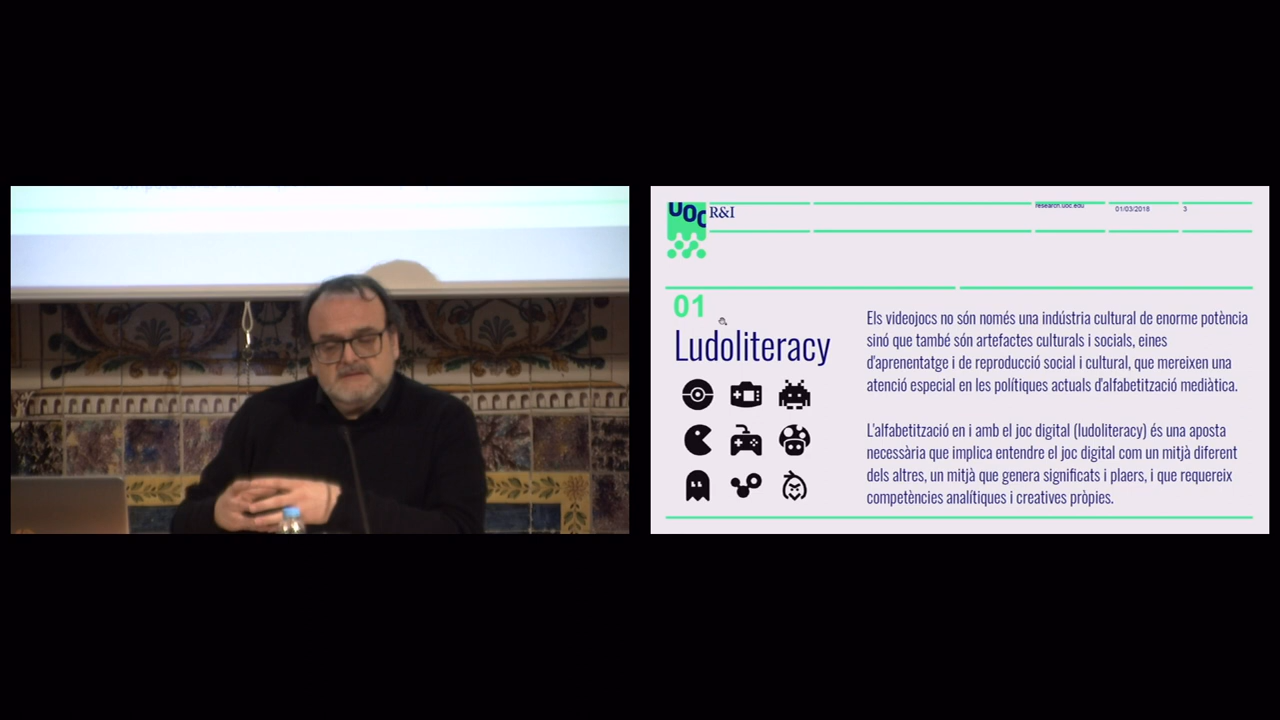 UOC
R&I
research.uoc.edu
01/03/2018
3
01
Ludoliteracy
Els videojocs no són només una indústria cultural de enorme potència
sinó que també són artefactes culturals i socials, eines
d'aprenentatge i de reproducció social i cultural, que mereixen una
atenció especial en les polítiques actuals d'alfabetització mediàtica.
L'alfabetització en i amb el joc digital (ludoliteracy) és una aposta
necessària que implica entendre el joc digital com un mitjà diferent
dels altres, un mitjà que genera significats i plaers, i que requereix
competències analítiques i creatives pròpies.